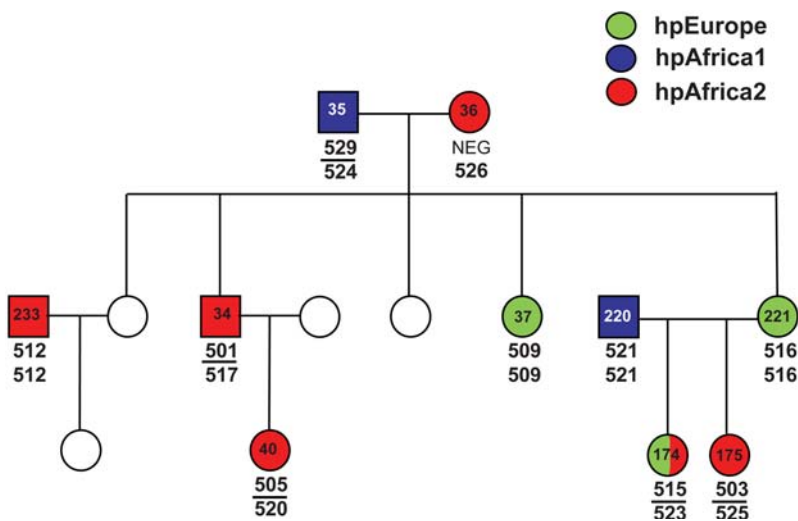 hpEurope
hpAfrica1
hpAfrica2
35 36
529 NEG
524 526
233 34 37 220 221
512 501 509 521 516
512 517 509 521 516
40 174 175
505 515 503
520 523 525